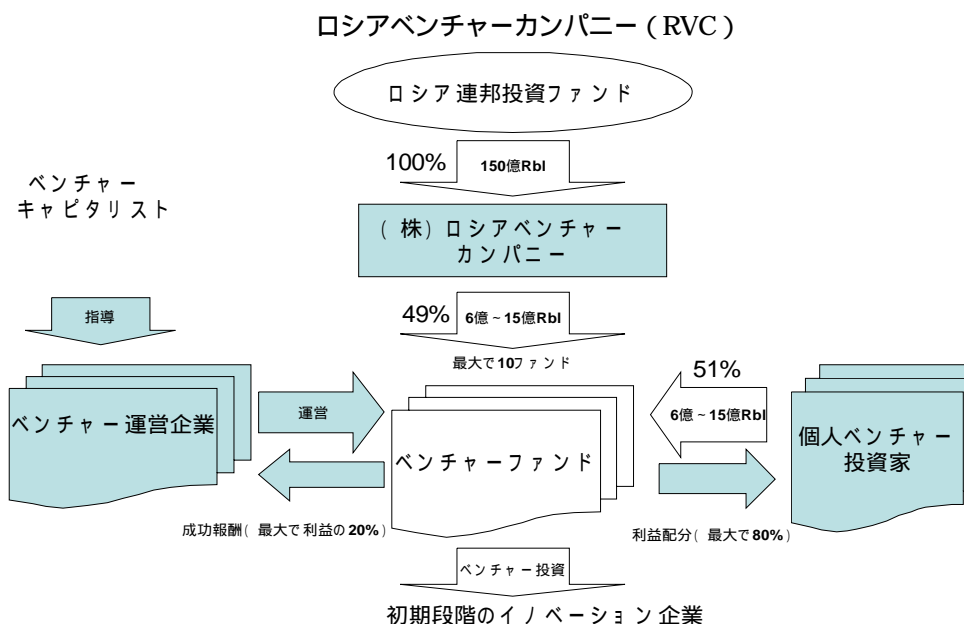 ロシアベンチャーカンパニー（RVC）
ロシア連邦投資ファンド
100%
150億Rbl
ベンチャー
キャピタリスト
（株）ロシアベンチャー
カンパニー
指導
49%
6億~15億Rbl
最大で10ファンド
51%
6億~15億Rbl
ベンチャー運営企業
運営
ベンチャーファンド
個人ベンチャー
投資家
成功報酬（最大で利益の20%）
利益配分（最大で80%）
ベンチャー投資
初期段階のイノベーション企業